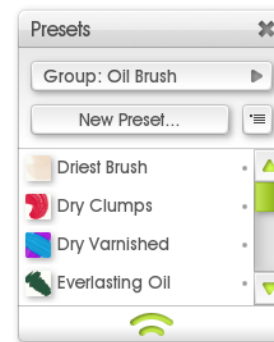 Presets
Group: Oil Brush
New Preset...
Driest Brush
Dry Clumps
Dry Varnished
Everlasting Oil